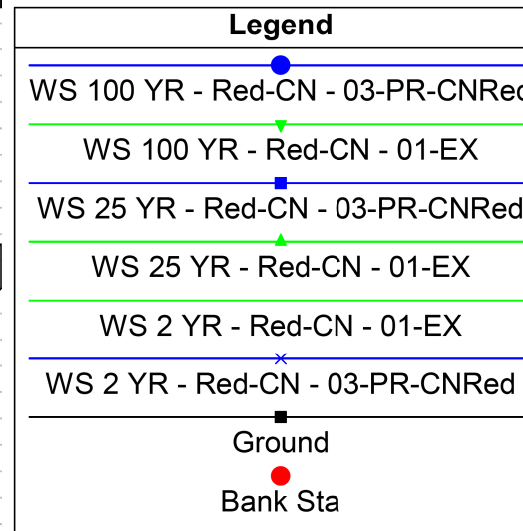 Legend
WS 100 YR - Red-CN - 03-PR-CNRed
WS 100 YR - Red-CN - 01-EX
WS 25 YR - Red-CN - 03-PR-CNRed
WS 25 YR - Red-CN - 01-EX
WS 2 YR - Red-CN - 01-EX
WS 2 YR - Red-CN - 03-PR-CNRed
Ground
Bank Sta